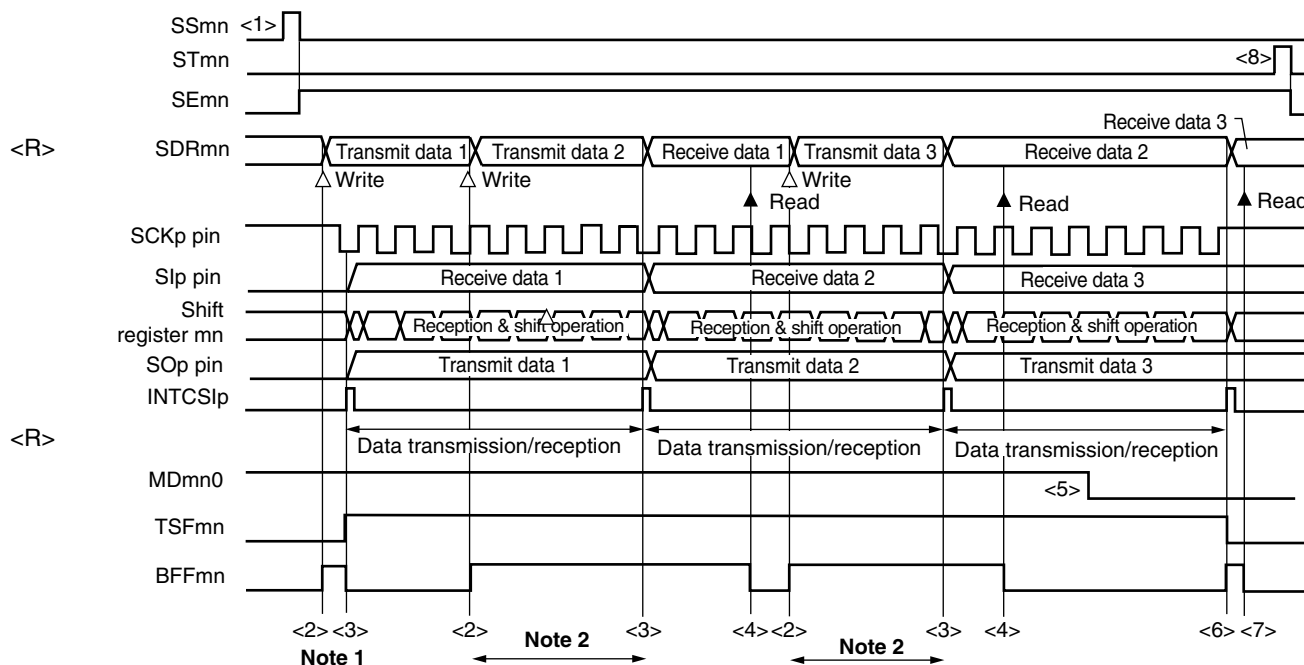 SSmn <1>
STmn <8>
SEmn
Receive data 3
<R> SDRmn Transmit data 1 Transmit data 2 Receive data 1 Transmit data 3 Receive data 2
Write Write Write
Read Read Read
SCKp pin
SIp pin Receive data 1 Receive data 2 Receive data 3
Shift
register mn Reception & shift operation Reception & shift operation Reception & shift operation
SOp pin Transmit data 1 Transmit data 2 Transmit data 3
INTCSIp
<R> Data transmission/reception Data transmission/reception Data transmission/reception
MDmn0 <5>
TSFmn
BFFmn
<2> <3> <2> <3> <4> <2> <3> <4> <6> <7>
Note 1 Note 2 Note 2